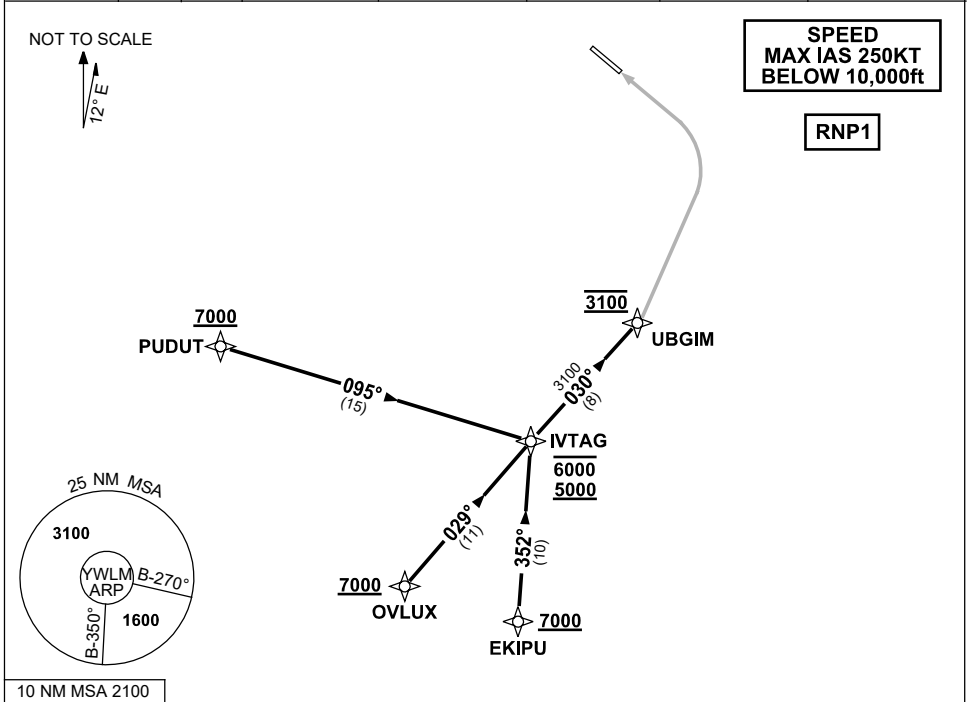 NOT TO SCALE
12° E
SPEED
MAX IAS 250KT
BELOW 10,000ft
RNP1
3100
UBGIM
7000
PUDUT
095°
(15)
3100
030°
(8)
IVTAG
6000
5000
029°
(11)
352°
(10)
7000
OVLUX
7000
EKIPU
25 NM MSA
3100
YWLM
ARP
B-270°
B-350°
1600
10 NM MSA 2100